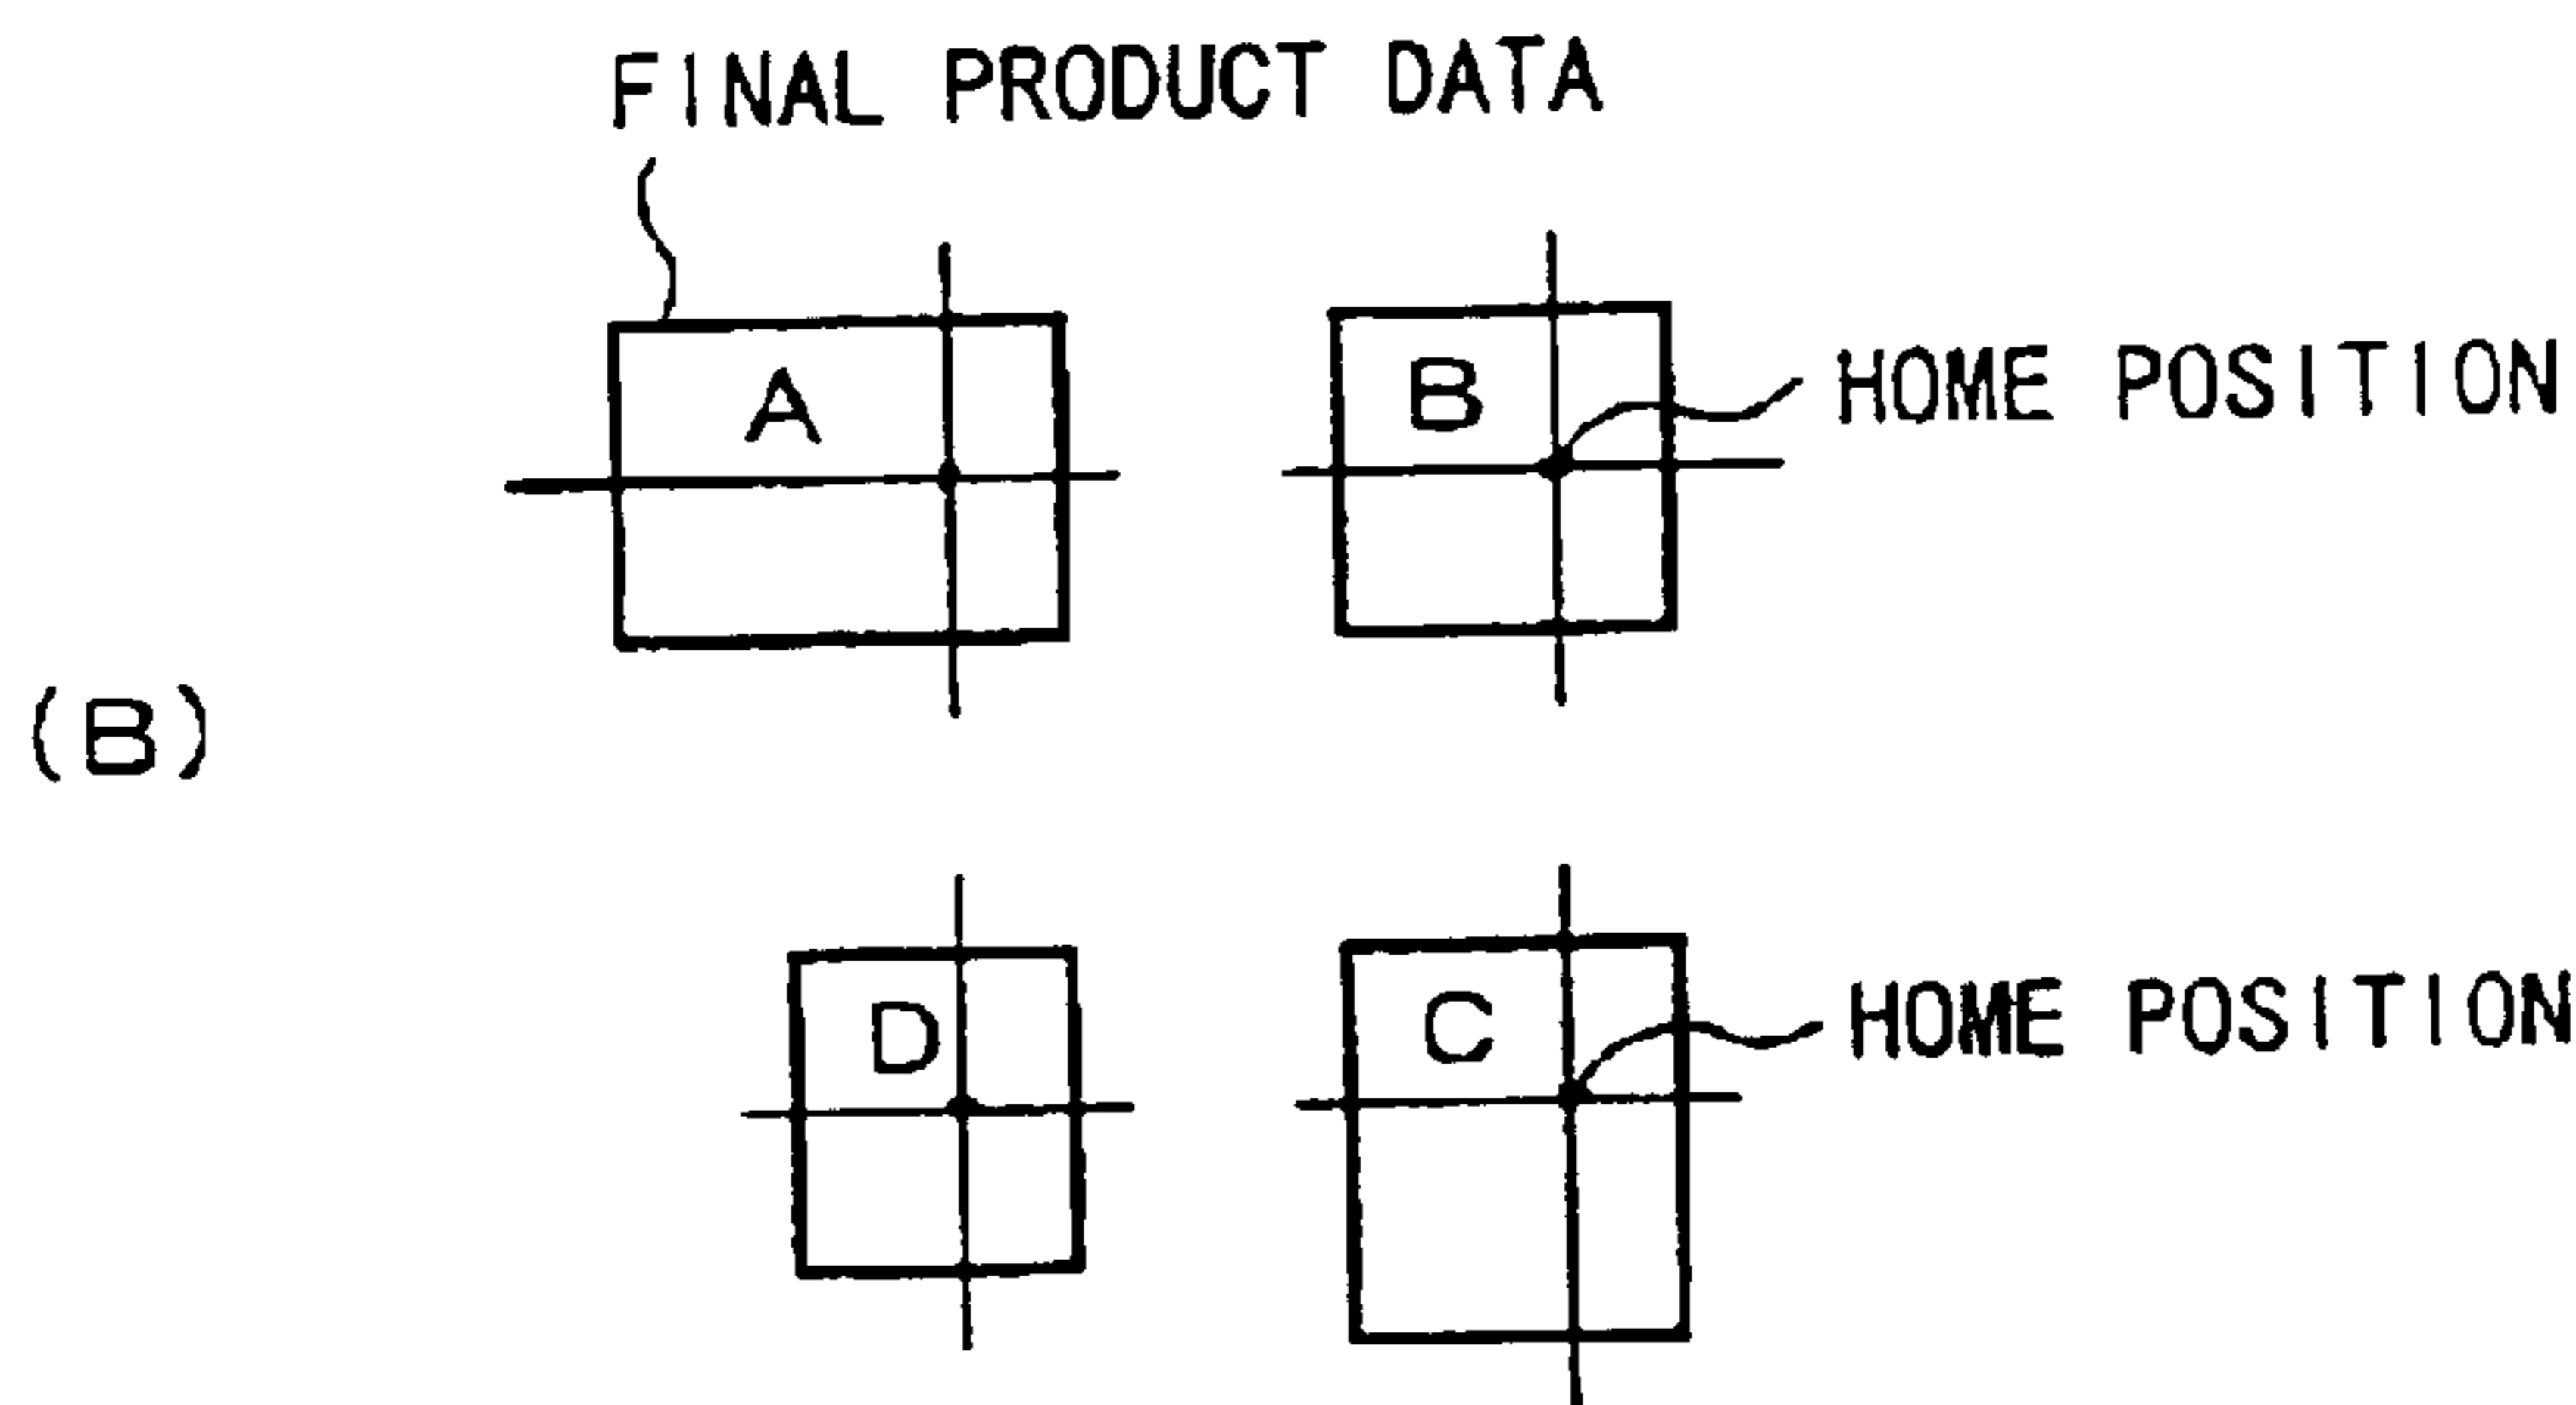 FINAL PRODUCT DATA
A
B
HOME POSITION
(B)
D
C
HOME POSITION